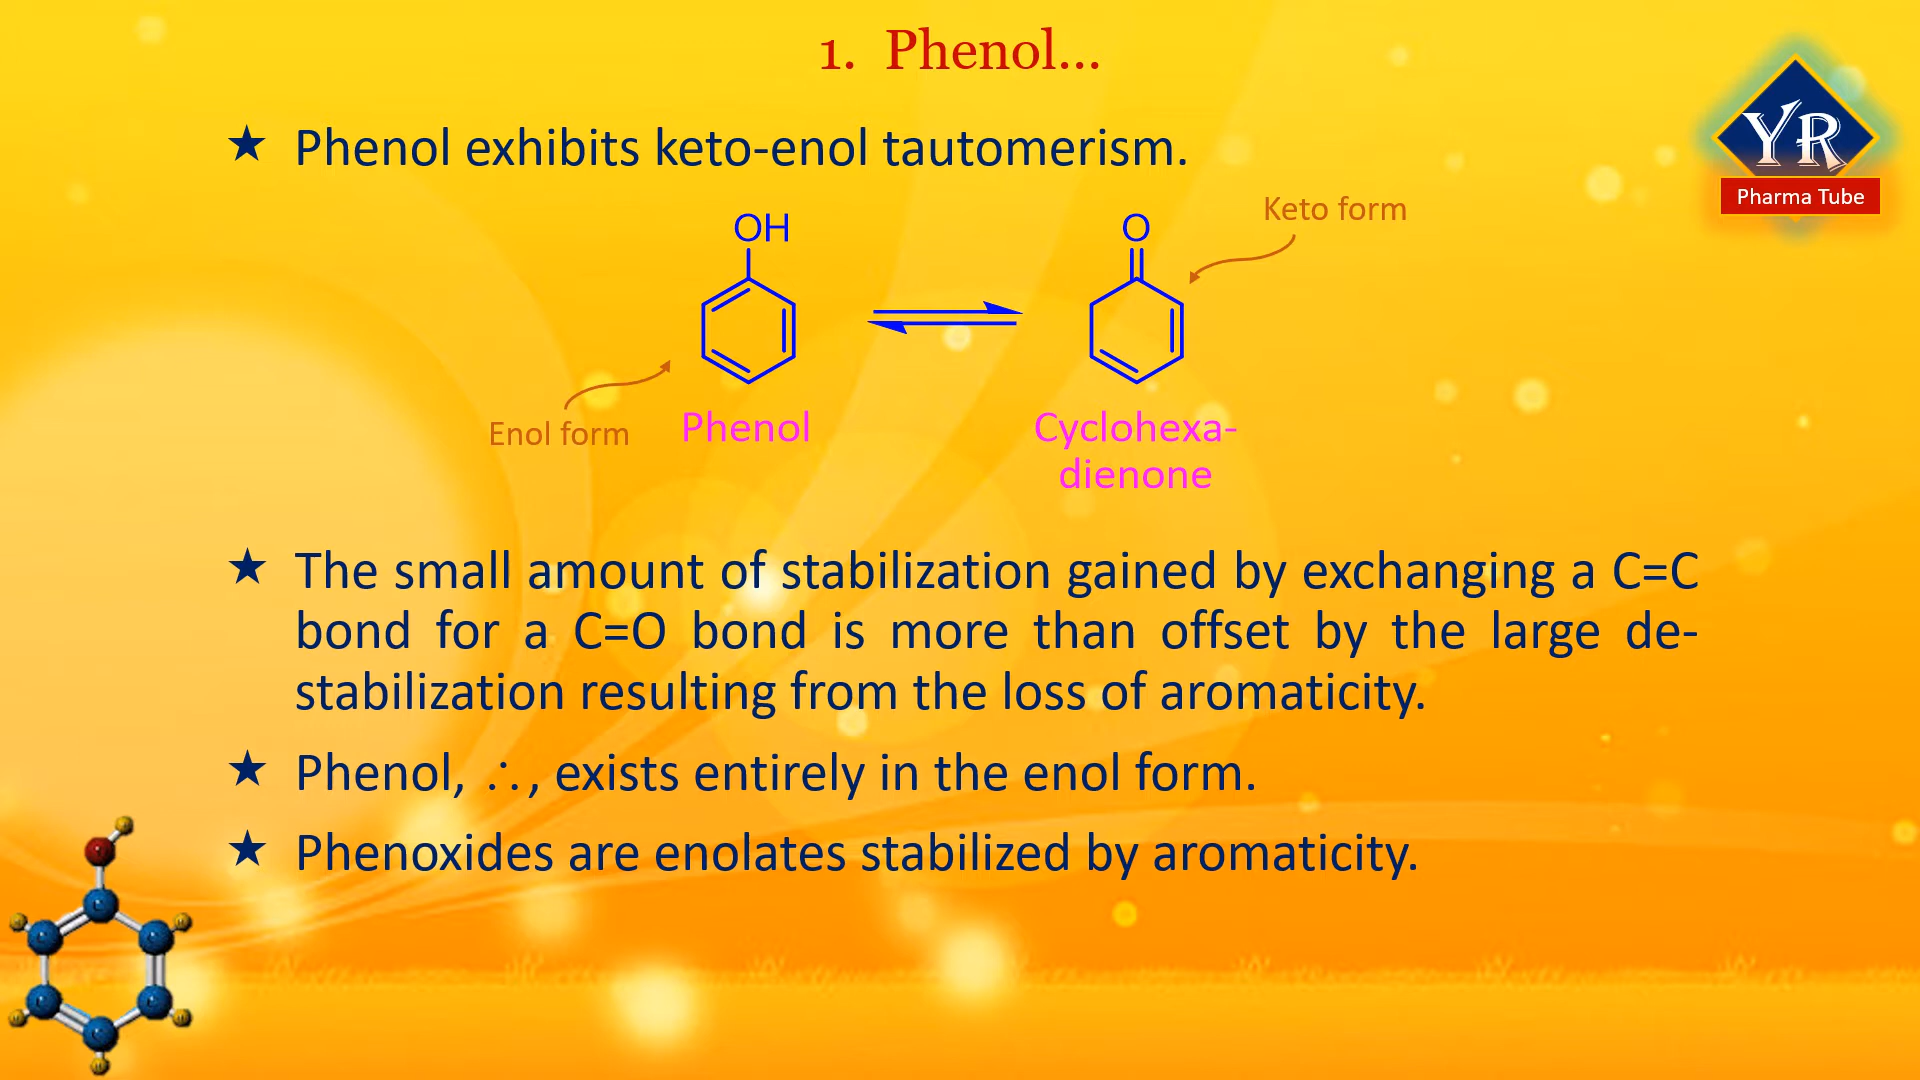 1. Phenol...
YR
Pharma Tube
★ Phenol exhibits keto-enol tautomerism.
Keto form
OH
O
Enol form
Phenol
Cyclohexa-
dienone
★ The small amount of stabilization gained by exchanging a C=C
bond for a C=O bond is more than offset by the large de-
stabilization resulting from the loss of aromaticity.
★ Phenol, ∴, exists entirely in the enol form.
★ Phenoxides are enolates stabilized by aromaticity.